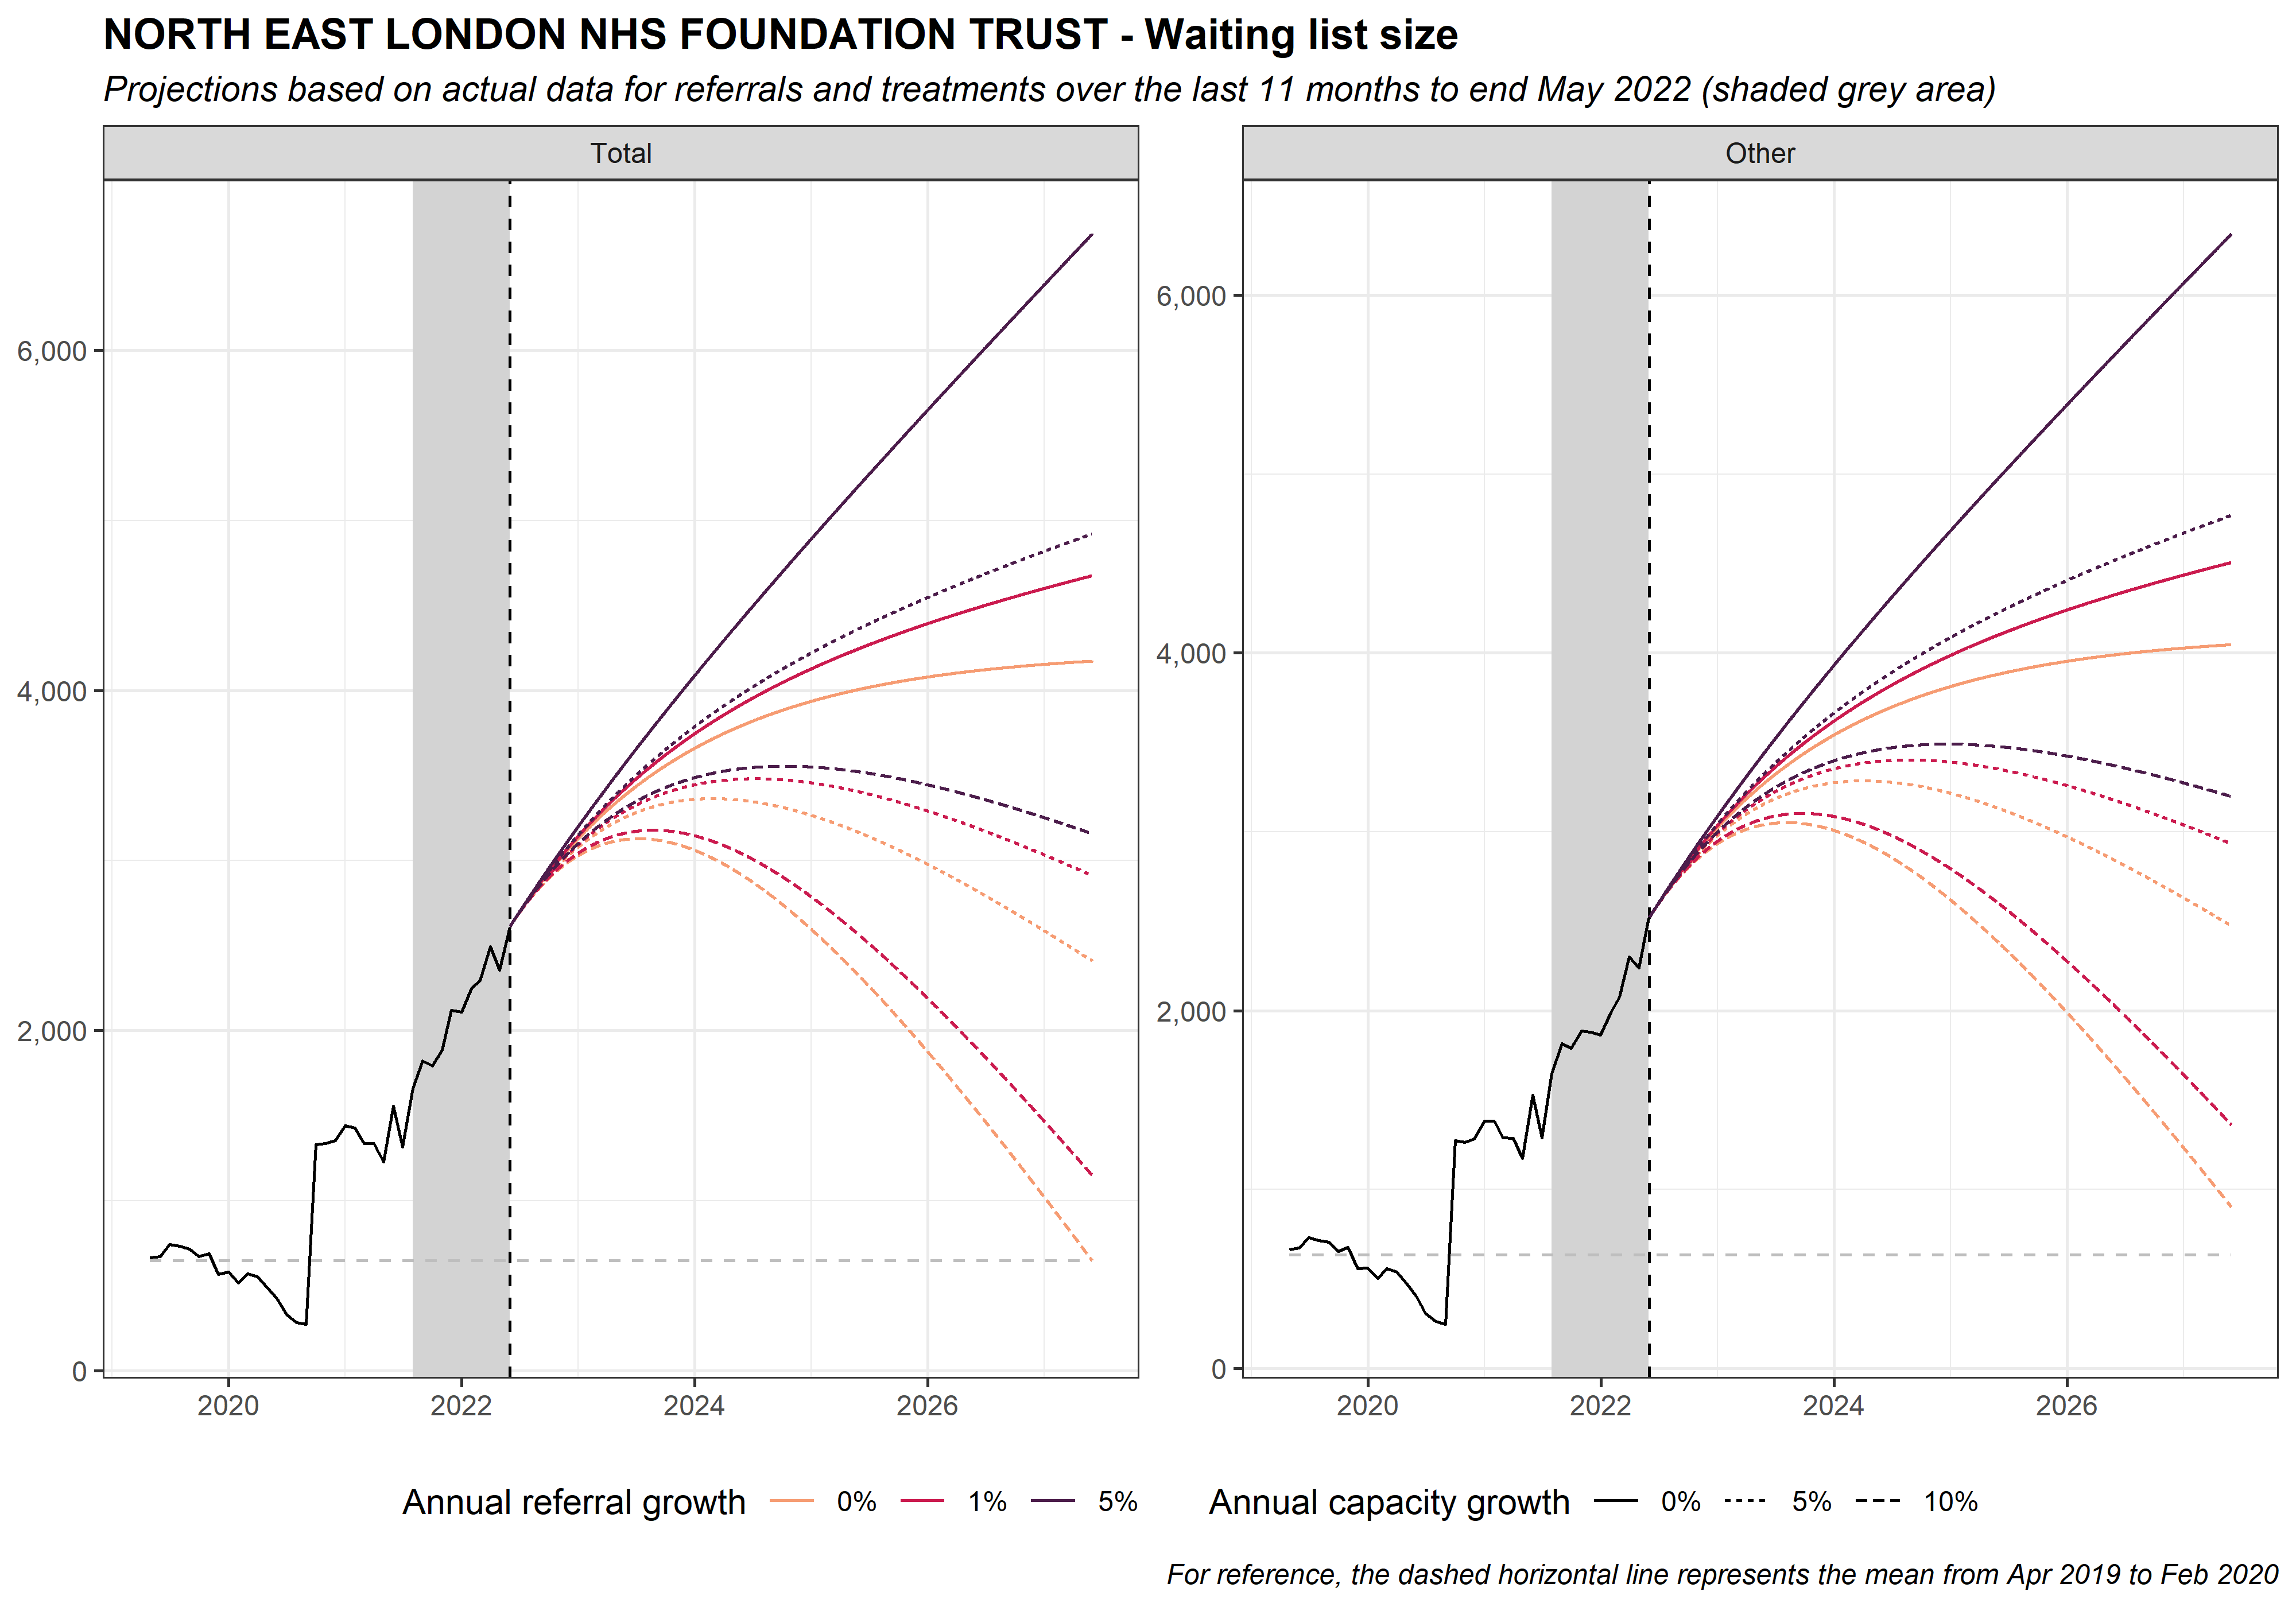 NORTH EAST LONDON NHS FOUNDATION TRUST - Waiting list size
Projections based on actual data for referrals and treatments over the last 11 months to end May 2022 (shaded grey area)
Total
Other
6,000
4,000
2,000
0
6,000
4,000
2,000
0
2020 2022 2024 2026
2020 2022 2024 2026
Annual referral growth 0% 1% 5%
Annual capacity growth 0% 5% 10%
For reference, the dashed horizontal line represents the mean from Apr 2019 to Feb 2020